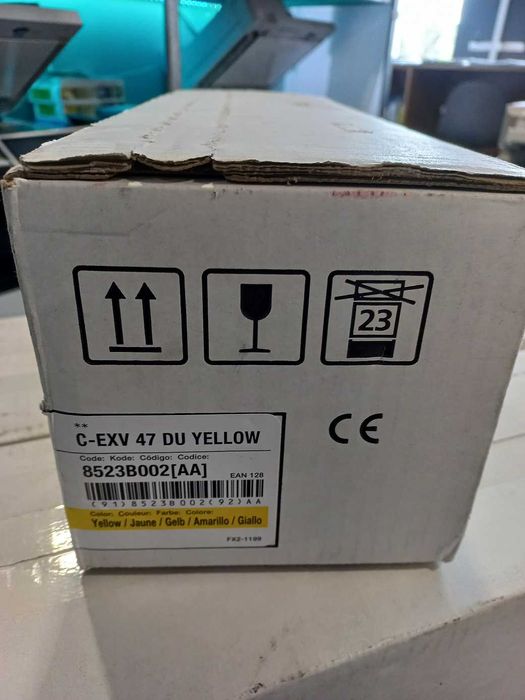 23
CE
**
C-EXV 47 DU YELLOW
Code: Kode: Código: Codice:
8523B002[AA]
EAN 128
(91)8523B002(92)AA
Color: Couleur: Farbe: Colore:
Yellow / Jaune / Gelb / Amarillo / Giallo
FX2-1199